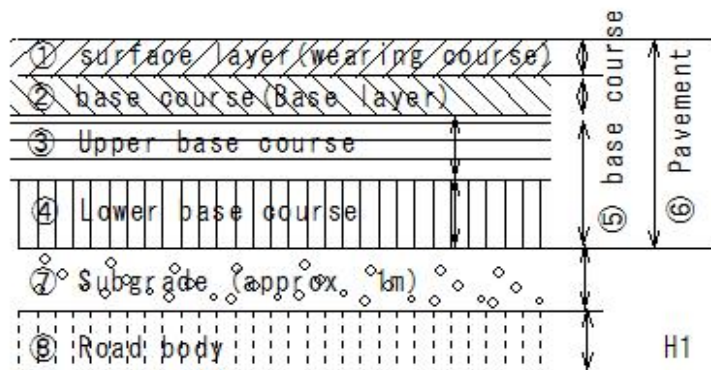 ① surface layer(wearing course)
② base course(Base layer)
③ Upper base course
④ Lower base course
⑤ base course
⑥ Pavement
⑦ Subgrade (approx. 1m)
⑧ Road body
H1